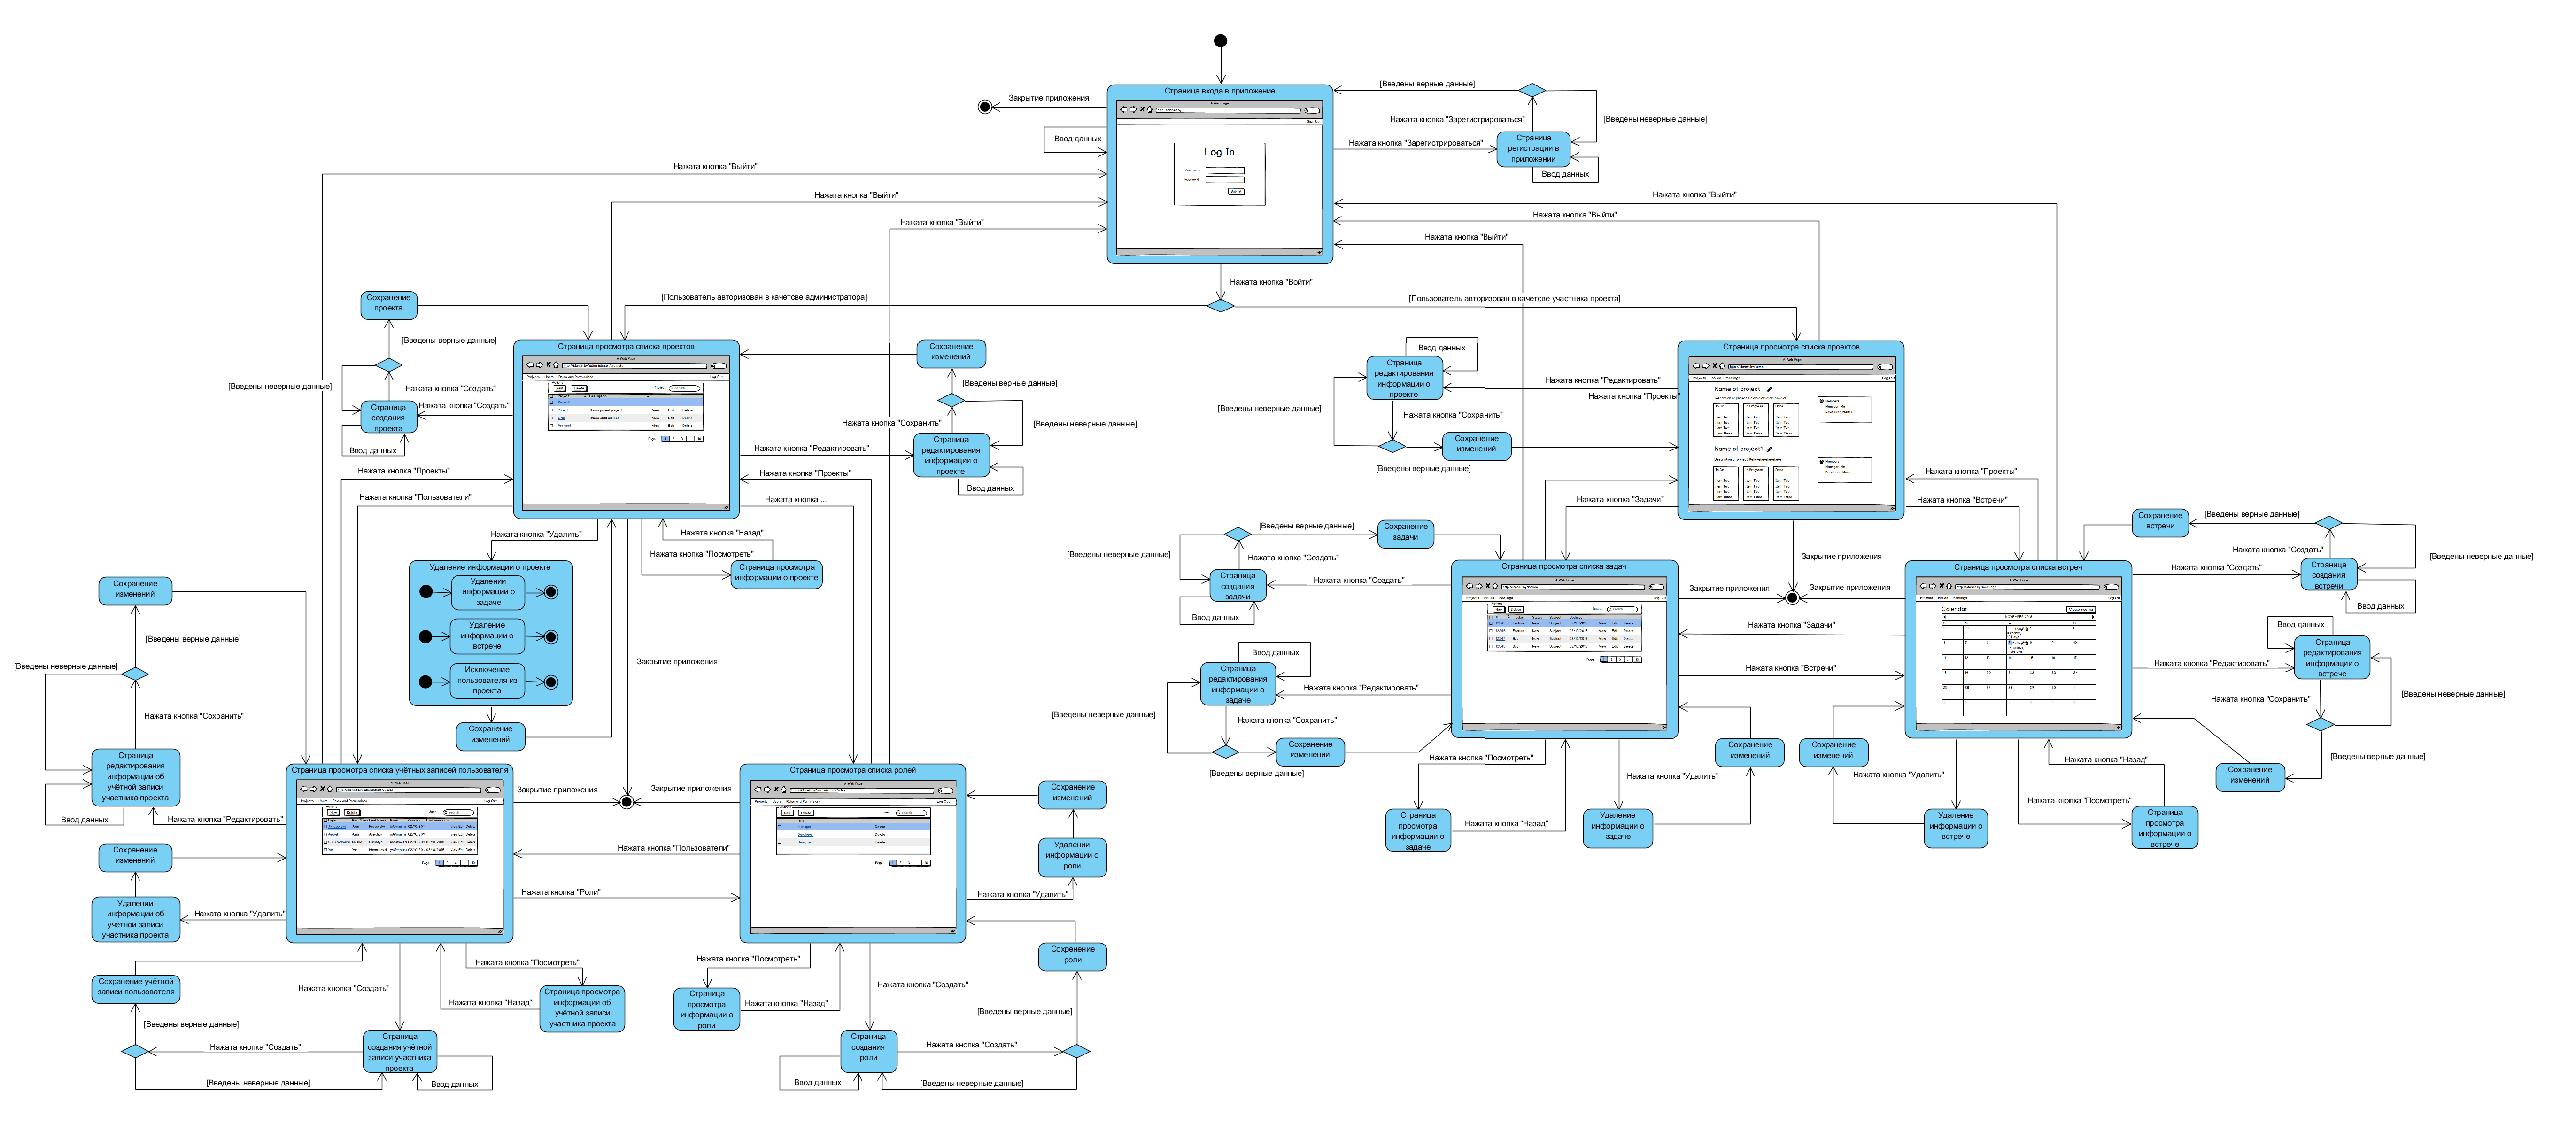 Страница входа в приложение
Закрытие приложения
Ввод данных
A Web Page
Log In
[Введены верные данные]
Нажата кнопка "Зарегистрироваться"
[Введены неверные данные]
Нажата кнопка "Зарегистрироваться"
Страница
регистрации в
приложении
Ввод данных
Нажата кнопка "Выйти"
Нажата кнопка "Выйти"
Нажата кнопка "Выйти"
Нажата кнопка "Выйти"
Нажата кнопка "Выйти"
Нажата кнопка "Выйти"
Нажата кнопка "Войти"
[Пользователь авторизован в качетсве администратора]
[Пользователь авторизован в качетсве участника проекта]
Сохранение
проекта
[Введены верные данные]
[Введены неверные данные]
Нажата кнопка "Создать"
Нажата кнопка "Создать"
Страница
создания
проекта
Ввод данных
Страница просмотра списка проектов
A Web Page
Сохранение
изменений
[Введены верные данные]
Нажата кнопка "Сохранить"
[Введены неверные данные]
Страница
редактирования
информации о
проекте
Ввод данных
Нажата кнопка "Редактировать"
Нажата кнопка "Проекты"
Нажата кнопка "Проекты"
Нажата кнопка "Пользователи"
Нажата кнопка ...
Нажата кнопка "Удалить"
Нажата кнопка "Назад"
Нажата кнопка "Посмотреть"
Страница просмотра
информации о проекте
Удаление информации о проекте
Удалении
информации о
задаче
Удаление
информации о
встрече
Исключение
пользователя из
проекта
Сохранение
изменений
Закрытие приложения
Ввод данных
Страница
редактирования
информации о
проекте
[Введены неверные данные]
Нажата кнопка "Редактировать"
Нажата кнопка "Проекты"
Нажата кнопка "Сохранить"
Сохранение
изменений
[Введены верные данные]
Страница просмотра списка проектов
A Web Page
Name of project
Name of project1
Нажата кнопка "Задачи"
Нажата кнопка "Проекты"
Нажата кнопка "Встречи"
Закрытие приложения
Закрытие приложения
Закрытие приложения
[Введены верные данные]
Сохранение
задачи
[Введены неверные данные]
Нажата кнопка "Создать"
Страница
создания
задачи
Нажата кнопка "Создать"
Ввод данных
Ввод данных
Страница
редактирования
информации о
задаче
Нажата кнопка "Редактировать"
[Введены неверные данные]
Нажата кнопка "Сохранить"
Сохранение
изменений
[Введены верные данные]
Страница просмотра списка задач
A Web Page
Нажата кнопка "Задачи"
Нажата кнопка "Встречи"
Нажата кнопка "Посмотреть"
Страница
просмотра
информации о
задаче
Нажата кнопка "Назад"
Нажата кнопка "Удалить"
Удаление
информации о
задаче
Сохранение
изменений
Страница просмотра списка встреч
A Web Page
Calendar
Сохранение
встречи
[Введены верные данные]
Нажата кнопка "Создать"
[Введены неверные данные]
Нажата кнопка "Создать"
Страница
создания
встречи
Ввод данных
Ввод данных
Страница
редактирования
информации о
встрече
Нажата кнопка "Редактировать"
Нажата кнопка "Сохранить"
[Введены неверные данные]
[Введены верные данные]
Сохранение
изменений
Сохранение
изменений
Нажата кнопка "Удалить"
Удаление
информации о
встрече
Нажата кнопка "Назад"
Нажата кнопка "Посмотреть"
Страница
просмотра
информации о
встрече
Сохранение
изменений
[Введены верные данные]
[Введены неверные данные]
Нажата кнопка "Сохранить"
Страница
редактирования
информации об
учётной записи
участника проекта
Ввод данных
Нажата кнопка "Редактировать"
Сохранение
изменений
Удалении
информации об
учётной записи
участника проекта
Нажата кнопка "Удалить"
Страница просмотра списка учётных записей пользователя
A Web Page
Закрытие приложения
Закрытие приложения
Нажата кнопка "Пользователи"
Нажата кнопка "Роли"
Страница просмотра списка ролей
A Web Page
Сохранение
изменений
Удалении
информации о
роли
Нажата кнопка "Удалить"
Сохранение учётной
записи пользователя
[Введены верные данные]
Нажата кнопка "Создать"
Нажата кнопка "Создать"
[Введены неверные данные]
Страница
создания учётной
записи участника
проекта
Ввод данных
Нажата кнопка "Посмотреть"
Нажата кнопка "Назад"
Страница просмотра
информации об
учётной записи
участника проекта
Нажата кнопка "Посмотреть"
Страница
просмотра
информации о
роли
Нажата кнопка "Назад"
Нажата кнопка "Создать"
Страница
создания
роли
Ввод данных
Нажата кнопка "Создать"
[Введены неверные данные]
[Введены верные данные]
Сохренение
роли